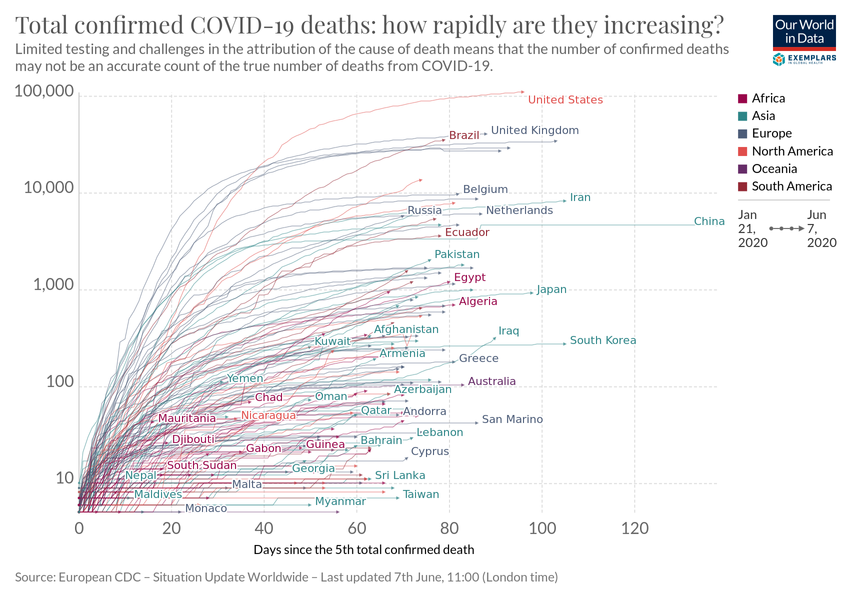 Total confirmed COVID-19 deaths: how rapidly are they increasing?
Limited testing and challenges in the attribution of the cause of death means that the number of confirmed deaths
may not be an accurate count of the true number of deaths from COVID-19.
Our World
in Data
EXEMPLARS
IN GLOBAL HEALTH
100,000
10,000
1,000
100
10
United States
Brazil
United Kingdom
Belgium
Iran
Russia
Netherlands
China
Ecuador
Pakistan
Egypt
Japan
Algeria
Afghanistan
Iraq
Kuwait
South Korea
Armenia
Greece
Yemen
Australia
Azerbaijan
Chad
Oman
Mauritania
Nicaragua
Qatar
Andorra
San Marino
Djibouti
Lebanon
Gabon
Guinea
Bahrain
Cyprus
South Sudan
Georgia
Nepal
Sri Lanka
Malta
Maldives
Taiwan
Myanmar
Monaco
0
20
40
60
80
100
120
Days since the 5th total confirmed death
Africa
Asia
Europe
North America
Oceania
South America
Jan
21,
2020
Jun
7,
2020
Source: European CDC – Situation Update Worldwide – Last updated 7th June, 11:00 (London time)